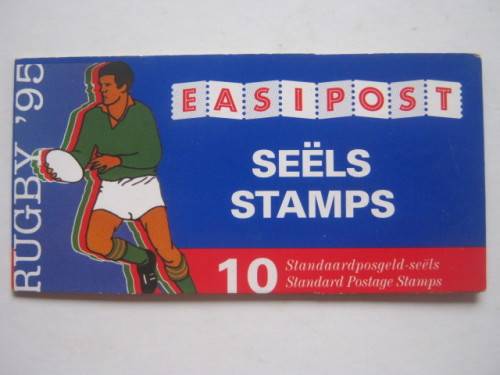 RUGBY '95
EASIPOST
SEËLS
STAMPS
10
Standaardposgeld-seëls
Standard Postage Stamps